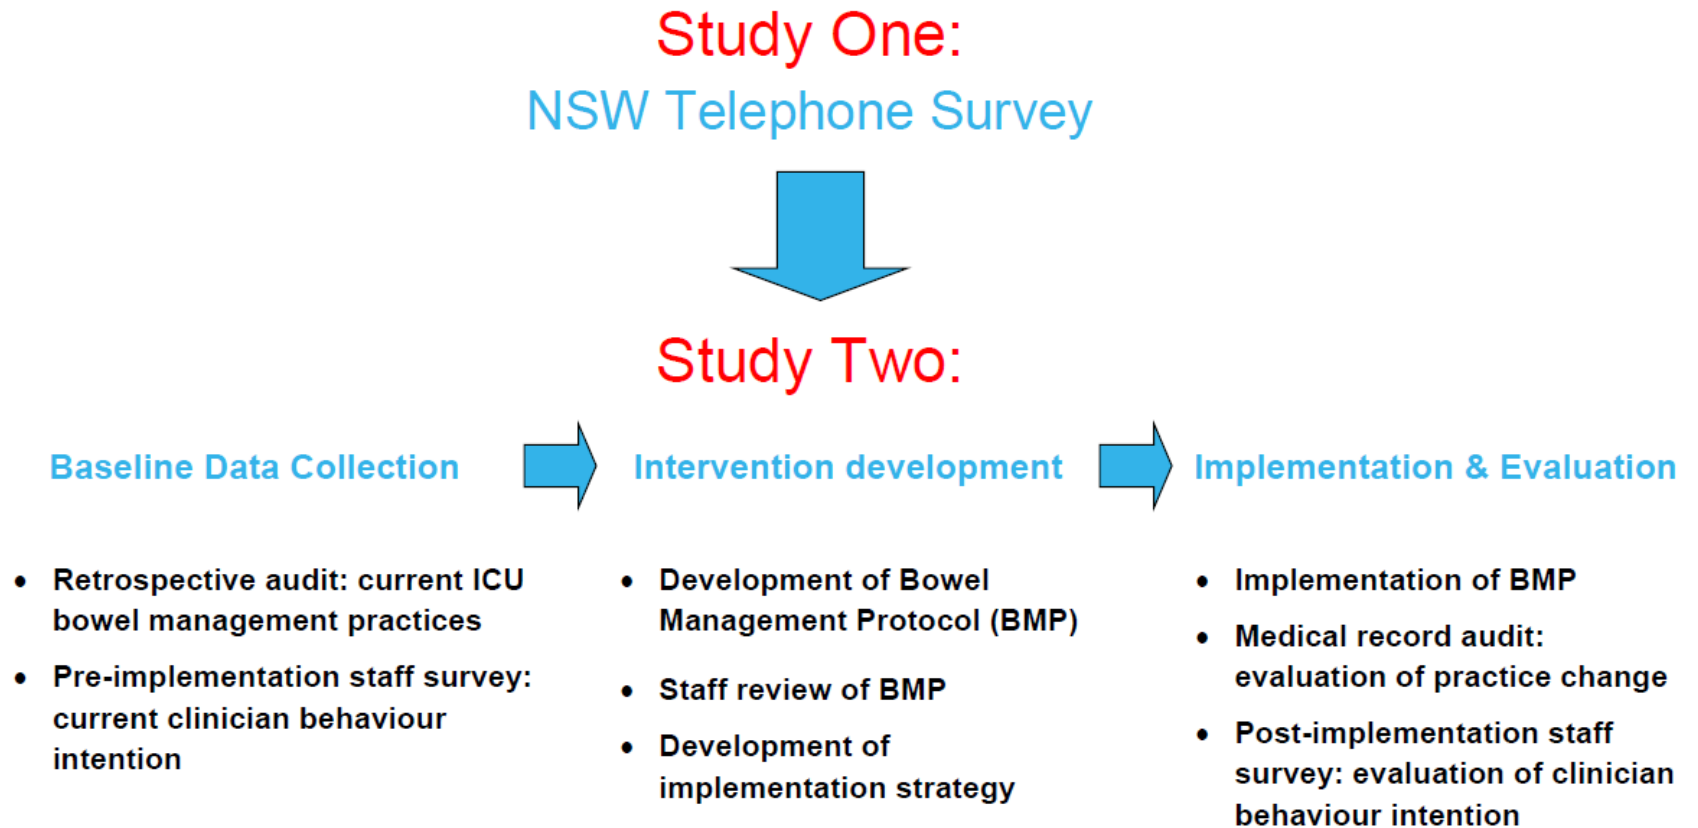 Study One:
NSW Telephone Survey
Study Two:
Baseline Data Collection
Intervention development
Implementation & Evaluation
• Retrospective audit: current ICU
bowel management practices
• Pre-implementation staff survey:
current clinician behaviour
intention
• Development of Bowel
Management Protocol (BMP)
• Staff review of BMP
• Development of
implementation strategy
• Implementation of BMP
• Medical record audit:
evaluation of practice change
• Post-implementation staff
survey: evaluation of clinician
behaviour intention